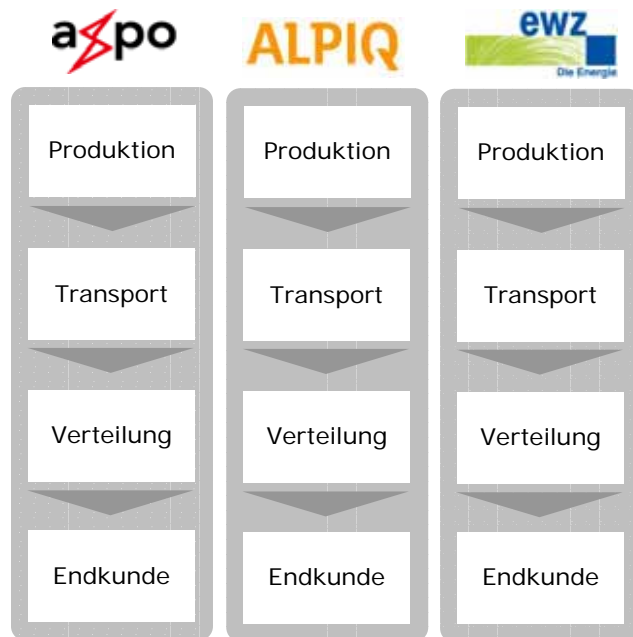 axpo
ALPIQ
ewz
Die Energie
Produktion
Produktion
Produktion
Transport
Transport
Transport
Verteilung
Verteilung
Verteilung
Endkunde
Endkunde
Endkunde